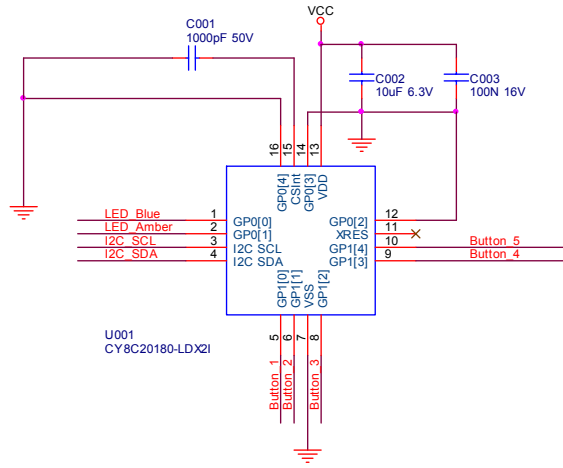 VCC
C001
1000pF 50V
C002
10uF 6.3V
C003
100N 16V
16
15
14
13
GP0[4]
CSInt
GP0[3]
VDD
LED_Blue
1
GP0[0]
GP0[2]
12
LED_Amber
2
GP0[1]
XRES
11
I2C_SCL
3
I2C SCL
GP1[4]
10
Button_5
I2C_SDA
4
I2C SDA
GP1[3]
9
Button_4
GP1[0]
GP1[1]
VSS
GP1[2]
5
6
7
8
Button_1
Button_2
Button_3
U001
CY8C20180-LDX2I